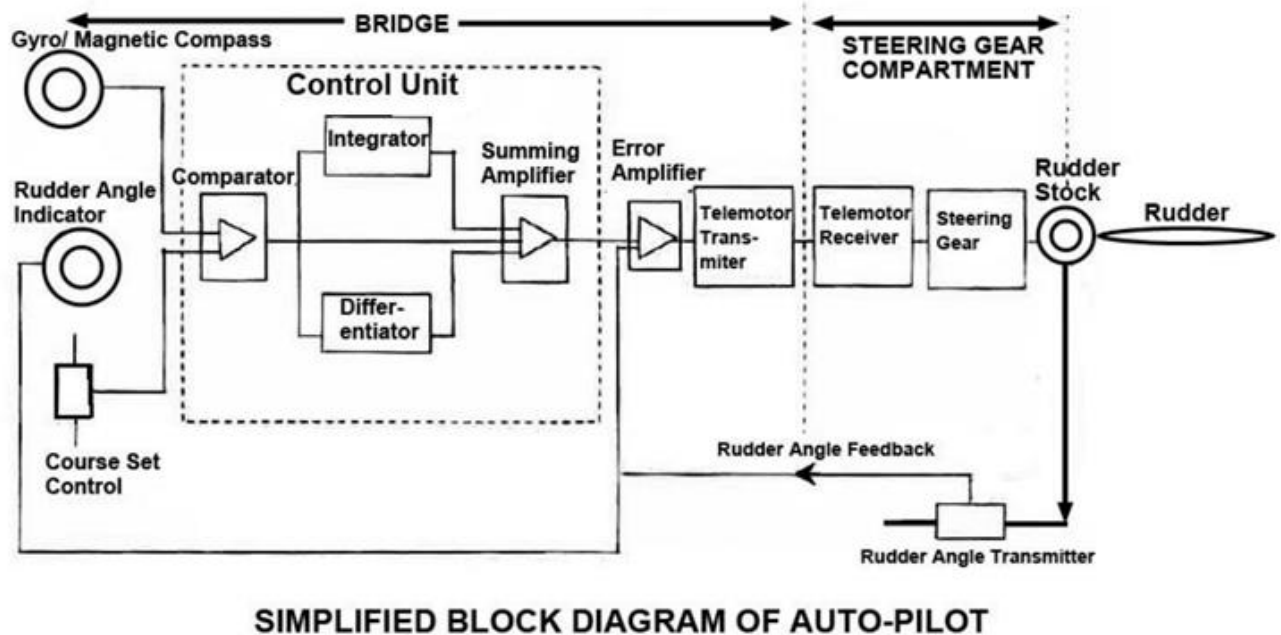 BRIDGE
STEERING GEAR
COMPARTMENT
Gyro/ Magnetic Compass
Control Unit
Integrator
Summing
Amplifier
Error
Amplifier
Comparator
Rudder Angle
Indicator
Telemotor
Trans-
miter
Telemotor
Receiver
Steering
Gear
Rudder
Stock
Rudder
Differ-
entiator
Course Set
Control
Rudder Angle Feedback
Rudder Angle Transmitter
SIMPLIFIED BLOCK DIAGRAM OF AUTO-PILOT